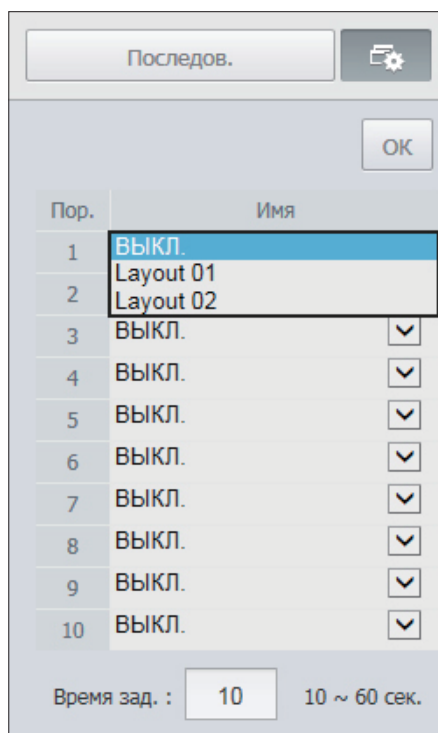 Последов.
ОК
Пор. Имя
1 ВЫКЛ.
Layout 01
2 Layout 02
3 ВЫКЛ.
4 ВЫКЛ.
5 ВЫКЛ.
6 ВЫКЛ.
7 ВЫКЛ.
8 ВЫКЛ.
9 ВЫКЛ.
10 ВЫКЛ.
Время зад. : 10 10 ~ 60 сек.